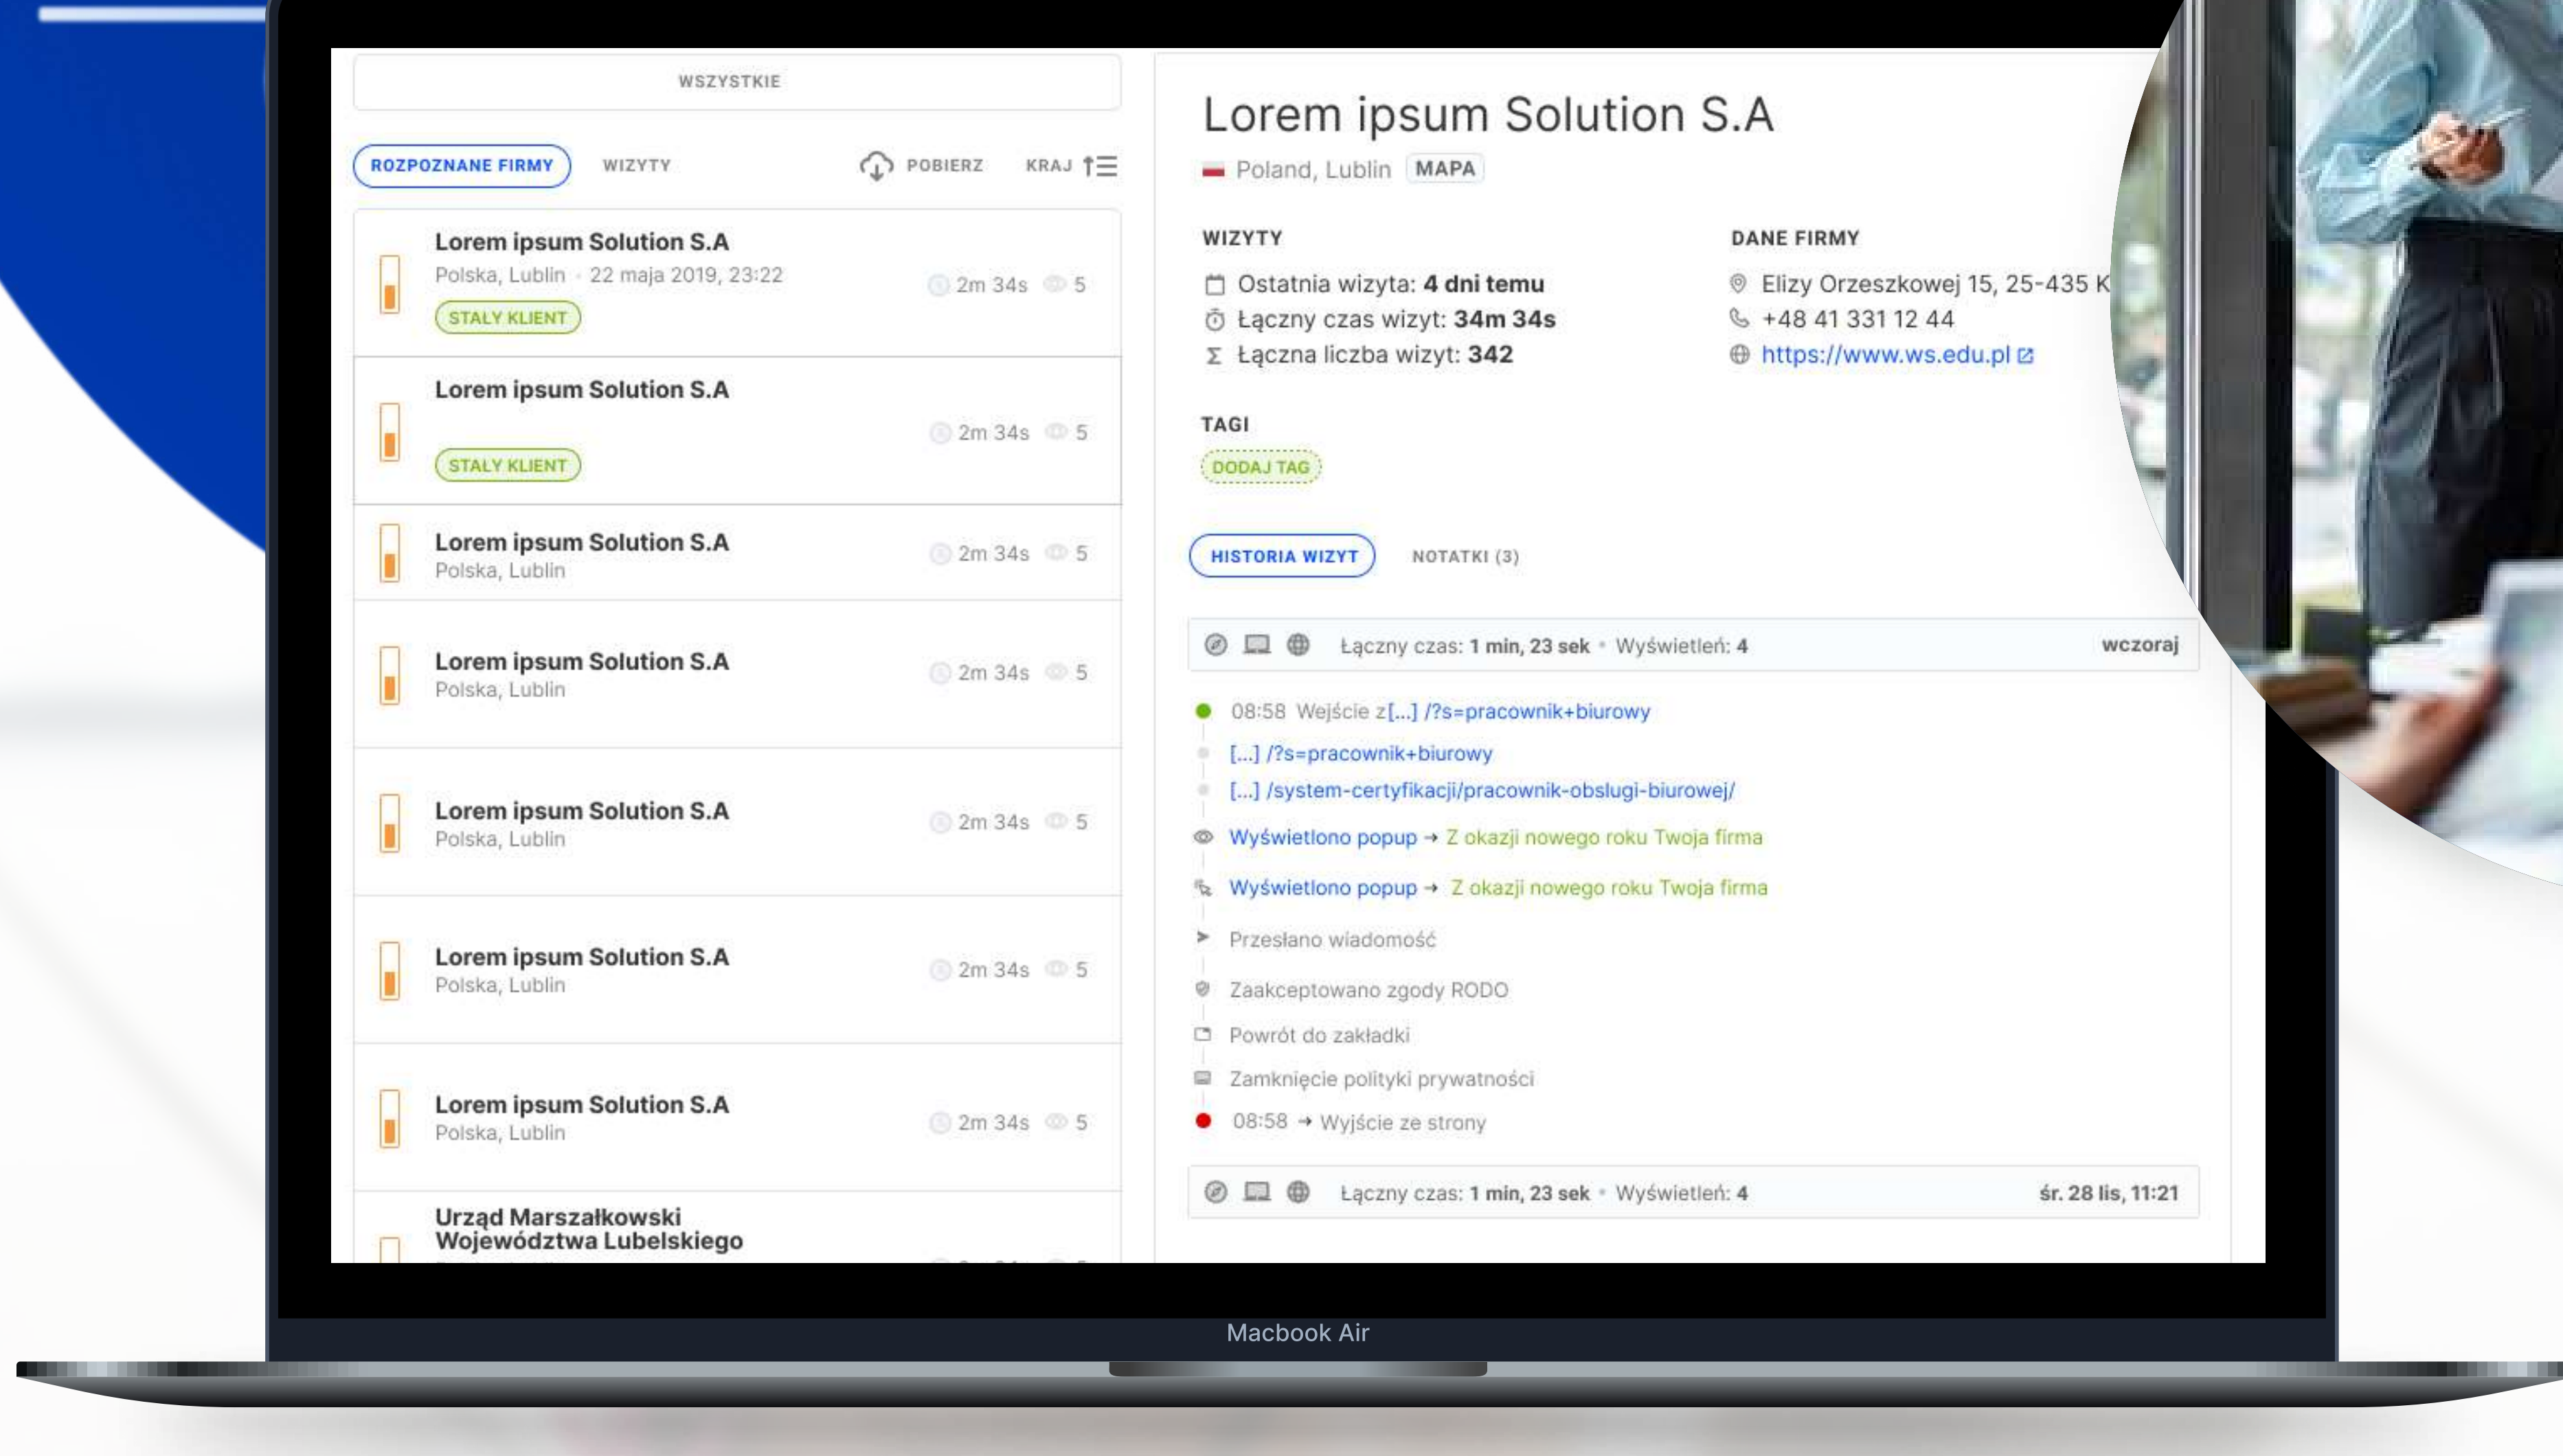 WSZYSTKIE
ROZPOZNANE FIRMY WIZYTY POBIERZ KRAJ
Lorem ipsum Solution S.A
Polska, Lublin · 22 maja 2019, 23:22
2m 34s 5
STALY KLIENT
Lorem ipsum Solution S.A
2m 34s 5
STALY KLIENT
Lorem ipsum Solution S.A
Polska, Lublin
2m 34s 5
Lorem ipsum Solution S.A
Polska, Lublin
2m 34s 5
Lorem ipsum Solution S.A
Polska, Lublin
2m 34s 5
Lorem ipsum Solution S.A
Polska, Lublin
2m 34s 5
Lorem ipsum Solution S.A
Polska, Lublin
2m 34s 5
Urząd Marszałkowski
Województwa Lubelskiego
Lorem ipsum Solution S.A
Poland, Lublin MAPA
WIZYTY
Ostatnia wizyta: 4 dni temu
Łączny czas wizyt: 34m 34s
Σ Łączna liczba wizyt: 342
DANE FIRMY
Elizy Orzeszkowej 15, 25-435 K
+48 41 331 12 44
https://www.ws.edu.pl
TAGI
DODAJ TAG
HISTORIA WIZYT NOTATKI (3)
Łączny czas: 1 min, 23 sek • Wyświetleń: 4 wczoraj
08:58 Wejście z[...] /?s=pracownik+biurowy
[...] /?s=pracownik+biurowy
[...] /system-certyfikacji/pracownik-obslugi-biurowej/
Wyświetlono popup → Z okazji nowego roku Twoja firma
Wyświetlono popup → Z okazji nowego roku Twoja firma
Przesłano wiadomość
Zaakceptowano zgody RODO
Powrót do zakładki
Zamknięcie polityki prywatności
08:58 → Wyjście ze strony
Łączny czas: 1 min, 23 sek • Wyświetleń: 4 śr. 28 lis, 11:21
Macbook Air